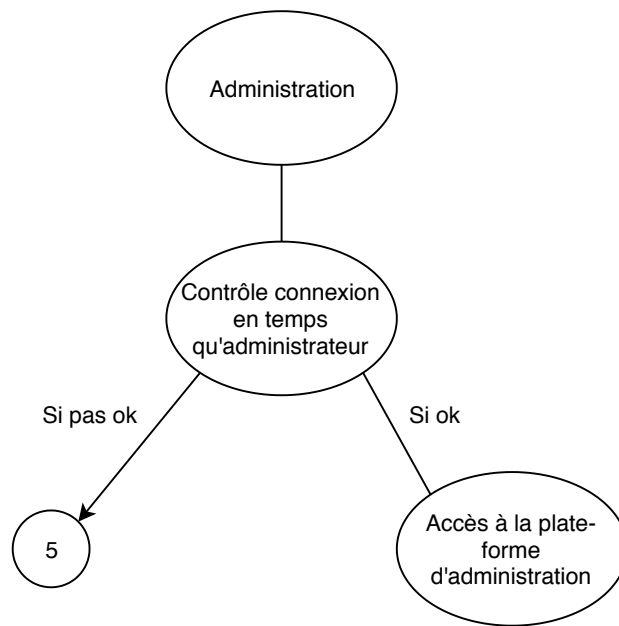 Administration
Contrôle connexion
en temps
qu'administrateur
Si pas ok
Si ok
5
Accès à la plate-
forme
d'administration